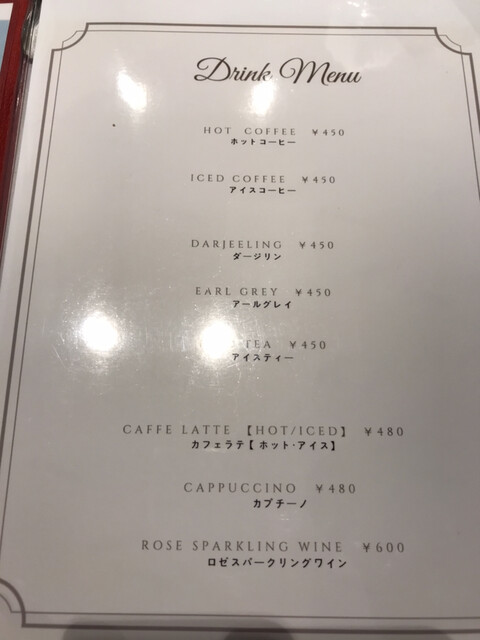 Drink Menu
HOT COFFEE ¥450
ホットコーヒー
ICED COFFEE ¥450
アイスコーヒー
DARJEELING ¥450
ダージリン
EARL GREY ¥450
アールグレイ
TEA ¥450
アイスティー
CAFFE LATTE 【HOT/ICED】 ¥480
カフェラテ【ホット・アイス】
CAPPUCCINO ¥480
カプチーノ
ROSE SPARKLING WINE ¥600
ロゼスパークリングワイン